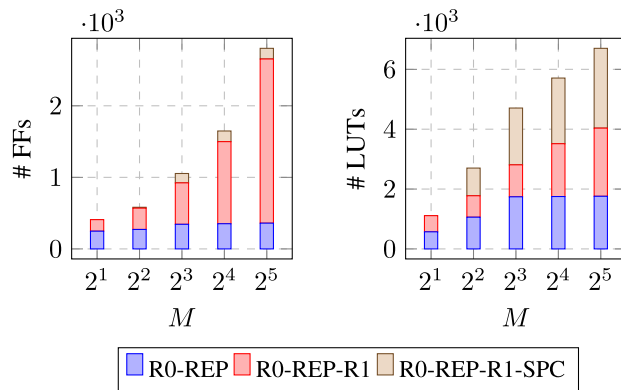 ·10³
# FFs
2
1
0
2¹ 2² 2³ 2⁴ 2⁵
M
·10³
# LUTs
6
4
2
0
2¹ 2² 2³ 2⁴ 2⁵
M
R0-REP R0-REP-R1 R0-REP-R1-SPC